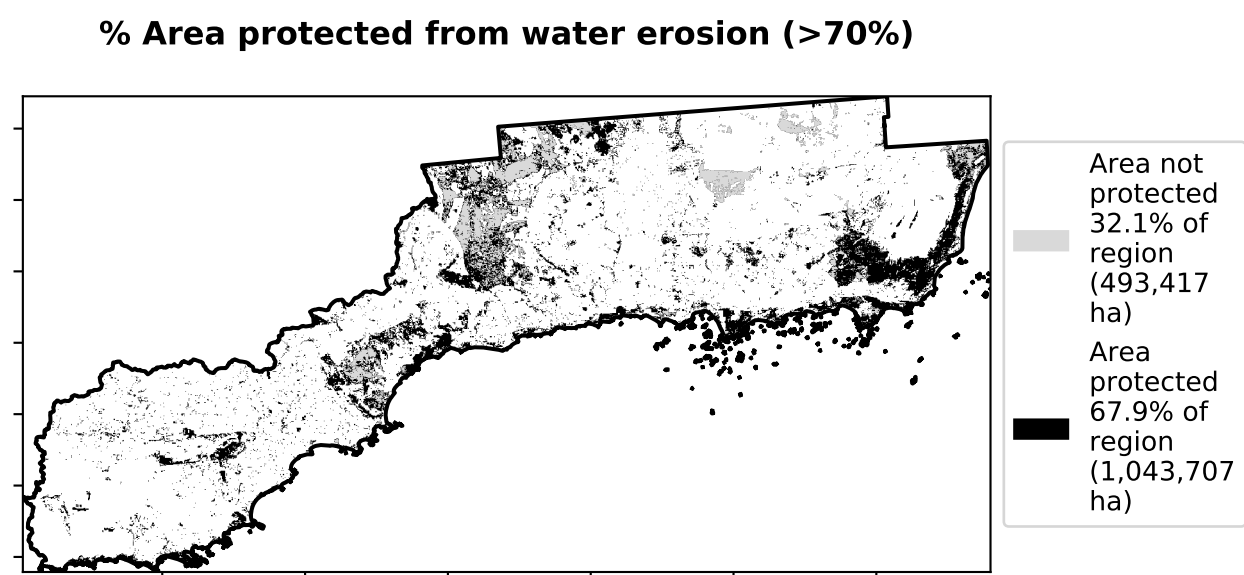 % Area protected from water erosion (>70%)
Area not
protected
32.1% of
region
(493,417
ha)
Area
protected
67.9% of
region
(1,043,707
ha)